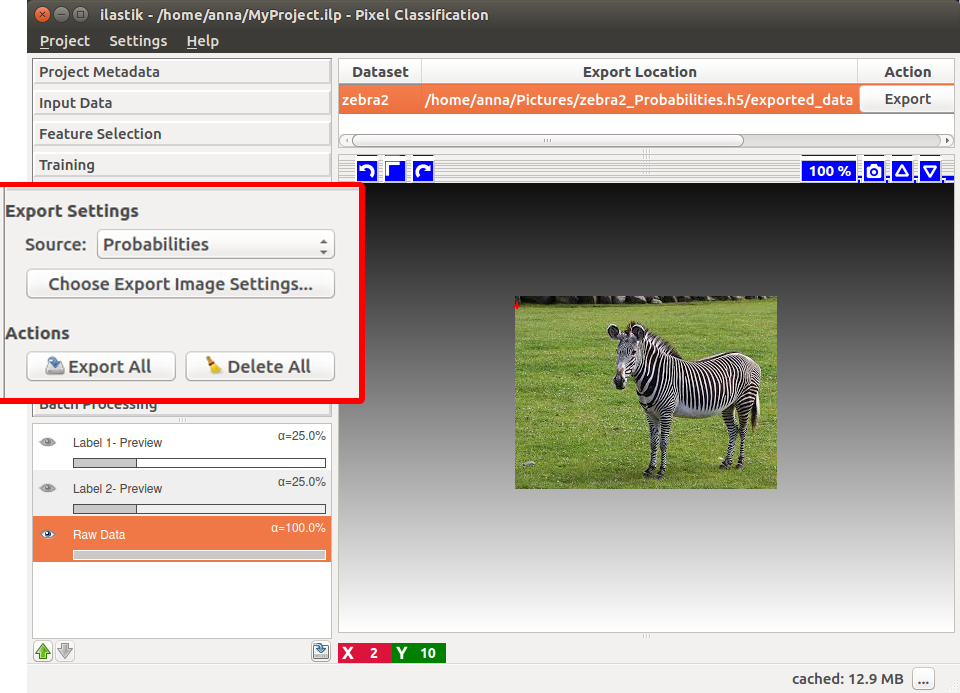 ilastik - /home/anna/MyProject.ilp - Pixel Classification
Project Settings Help
Project Metadata
Input Data
Feature Selection
Training
Export Settings
Source: Probabilities
Choose Export Image Settings...
Actions
Export All Delete All
Batch Processing
Label 1- Preview α=25.0%
Label 2- Preview α=25.0%
Raw Data α=100.0%
Dataset Export Location Action
zebra2 /home/anna/Pictures/zebra2_Probabilities.h5/exported_data Export
100 %
X 2 Y 10
cached: 12.9 MB ...